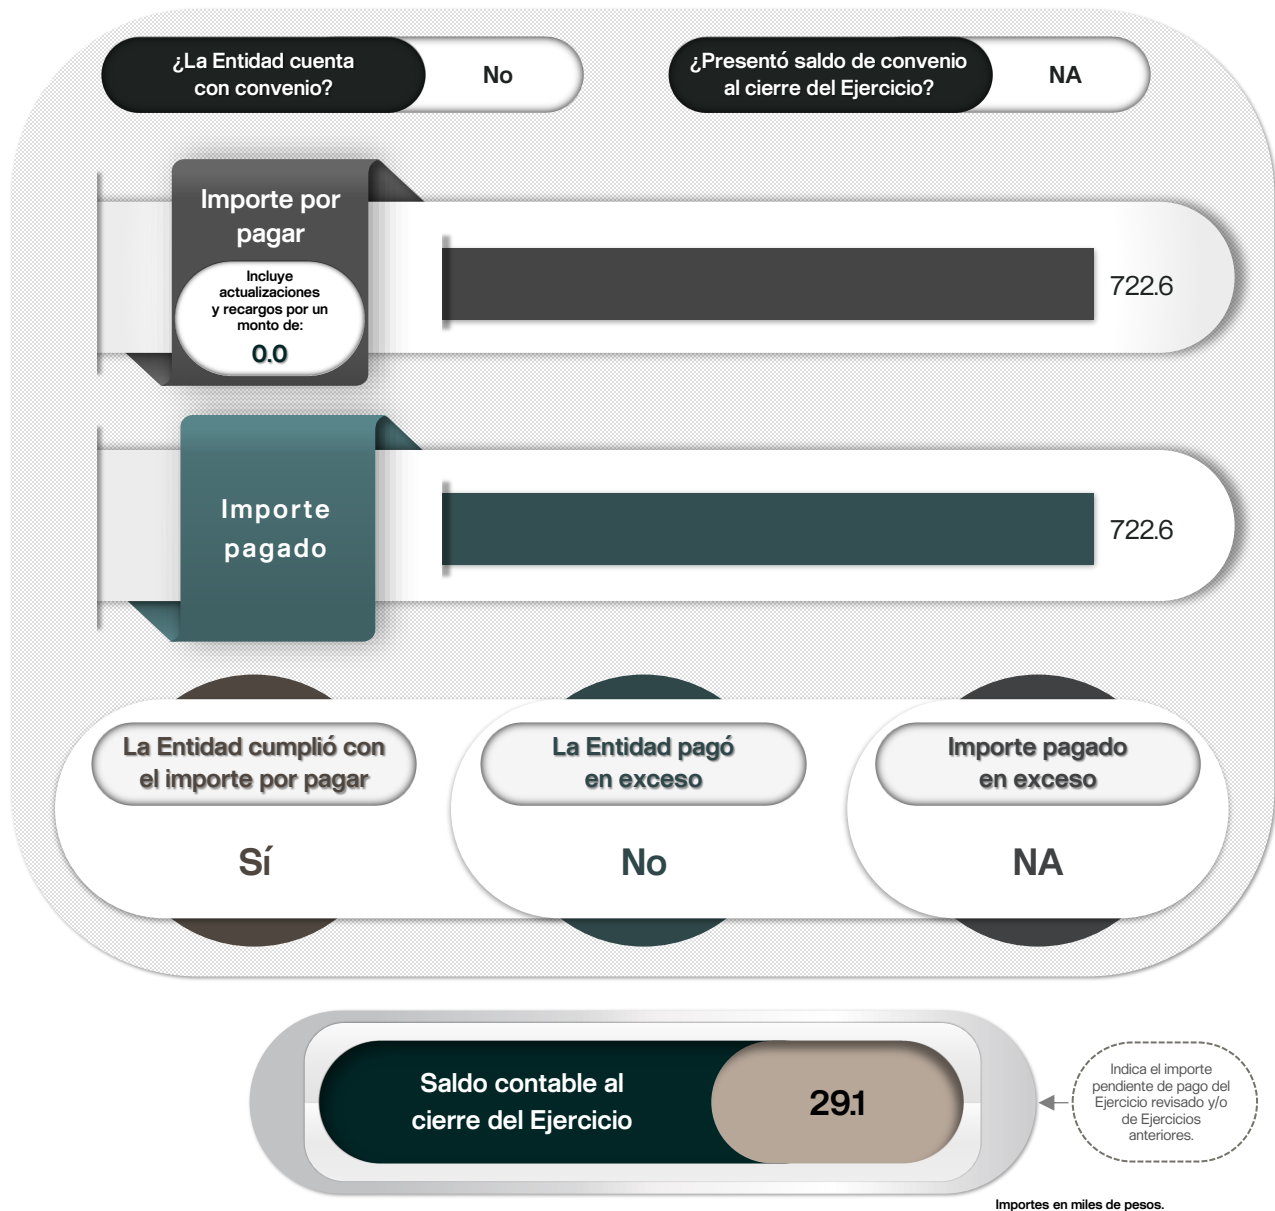 ¿La Entidad cuenta
con convenio?
No
¿Presentó saldo de convenio
al cierre del Ejercicio?
NA
Importe por
pagar
Incluye
actualizaciones
y recargos por un
monto de:
0.0
722.6
Importe
pagado
722.6
La Entidad cumplió con
el importe por pagar
Sí
La Entidad pagó
en exceso
No
Importe pagado
en exceso
NA
Saldo contable al
cierre del Ejercicio
29.1
Indica el importe
pendiente de pago del
Ejercicio revisado y/o
de Ejercicios
anteriores.
Importes en miles de pesos.